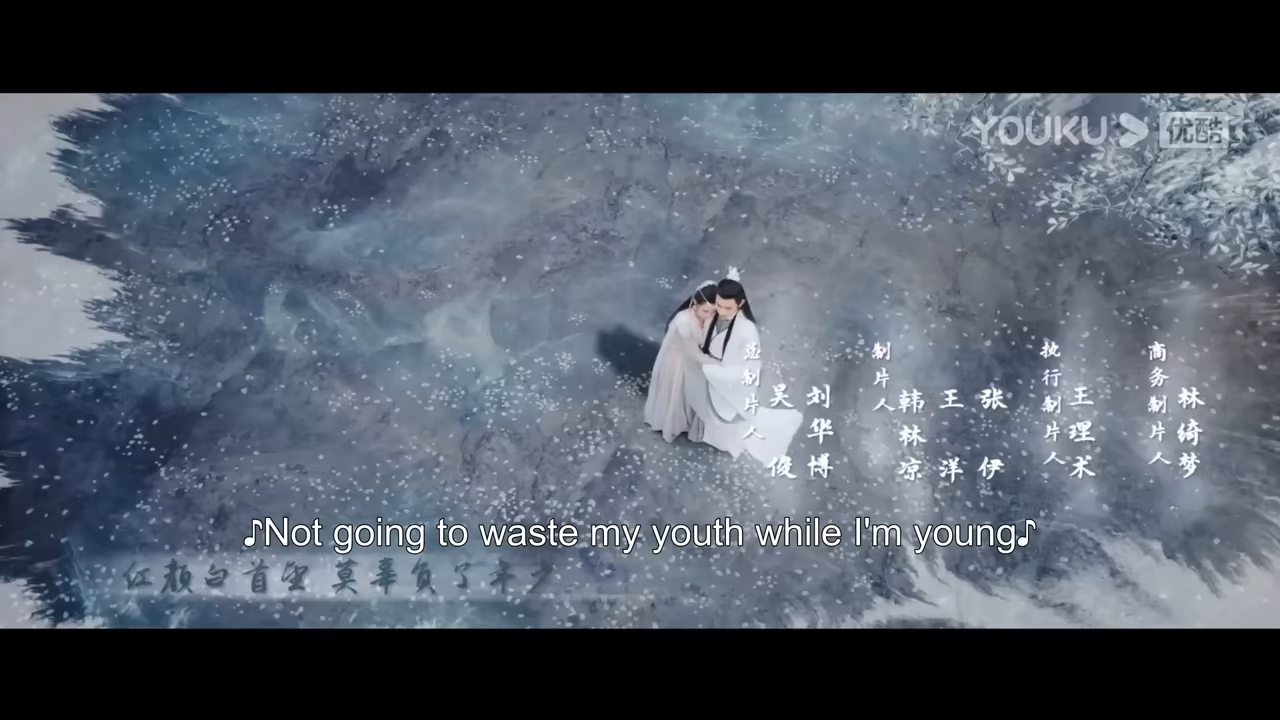 YOUKU 优酷
总制片人
吴俊
刘华博
制片人
韩林凉
王洋
张伊
执行制片人
王理术
商务制片人
林绮梦
♪Not going to waste my youth while I'm young♪
红颜白首望 莫辜负了年少